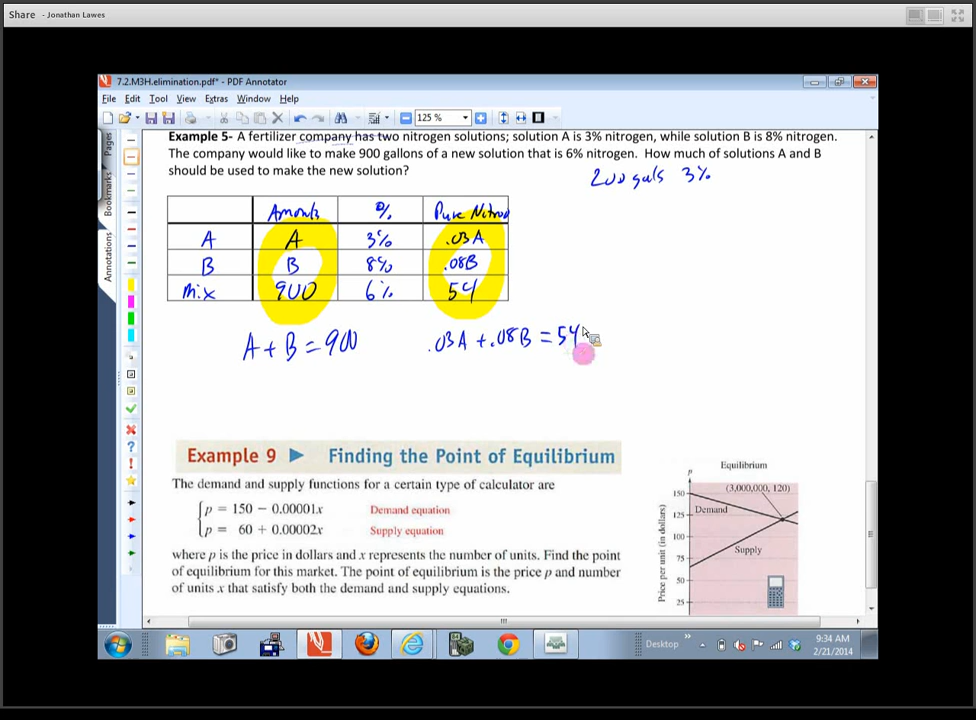 Share - Jonathan Lawes
7.2.M3H.elimination.pdf* - PDF Annotator
File Edit Tool View Extras Window Help
125 %
Pages
Bookmarks
Annotations
Example 5- A fertilizer company has two nitrogen solutions; solution A is 3% nitrogen, while solution B is 8% nitrogen.
The company would like to make 900 gallons of a new solution that is 6% nitrogen. How much of solutions A and B
should be used to make the new solution?
200 gals 3%
Amounts % Pure Nitrog
A A 3% .03A
B B 8% .08B
Mix 900 6% 54
A + B = 900 .03A + .08B = 54
Example 9 Finding the Point of Equilibrium
The demand and supply functions for a certain type of calculator are
p = 150 − 0.00001x Demand equation
p = 60 + 0.00002x Supply equation
where p is the price in dollars and x represents the number of units. Find the point
of equilibrium for this market. The point of equilibrium is the price p and number
of units x that satisfy both the demand and supply equations.
Equilibrium
p
(3,000,000, 120)
150
Demand
125
100
Supply
75
50
25
Price per unit (in dollars)
Desktop
9:34 AM
2/21/2014